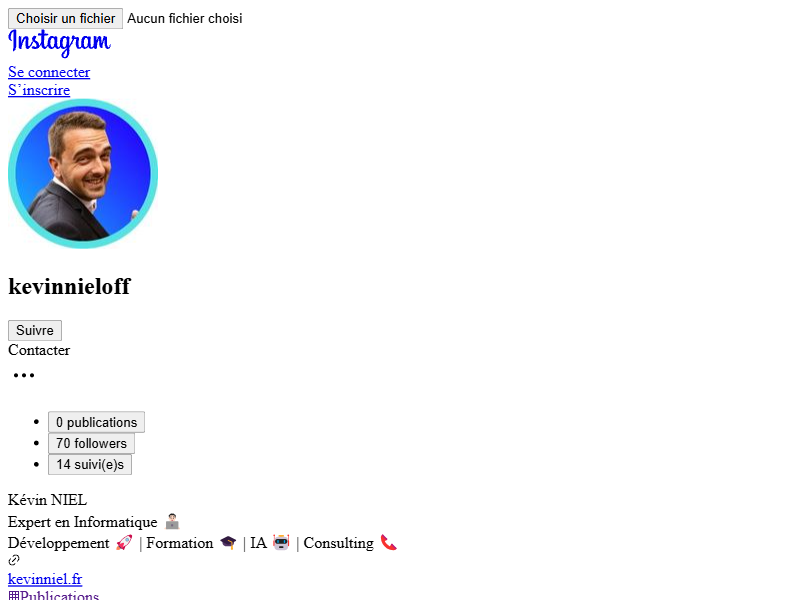 Choisir un fichier Aucun fichier choisi
Instagram
Se connecter
S’inscrire
kevinnieloff
Suivre
Contacter
0 publications
70 followers
14 suivi(e)s
Kévin NIEL
Expert en Informatique 👨🏻‍💻
Développement 🚀 | Formation 🎓 | IA 🤖 | Consulting 📞
kevinniel.fr
Publications